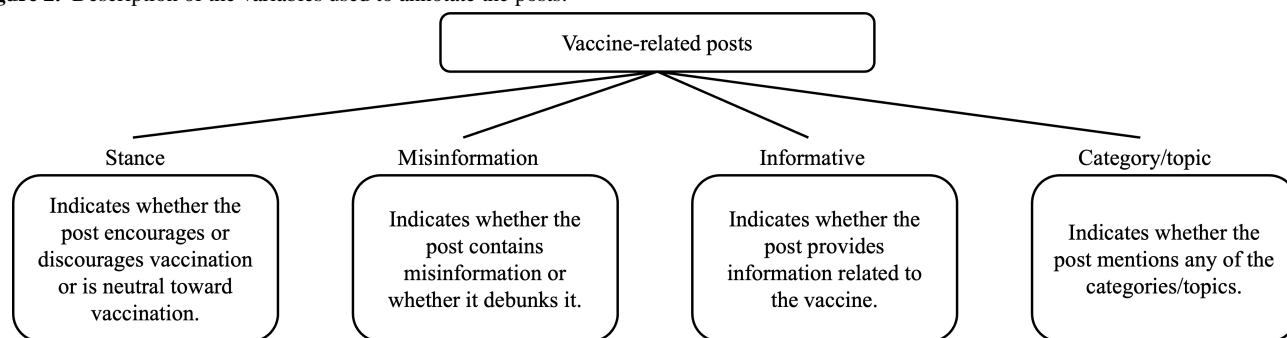 Description of the variables used to annotate the posts.
Vaccine-related posts
Stance
Indicates whether the
post encourages or
discourages vaccination
or is neutral toward
vaccination.
Misinformation
Indicates whether the
post contains
misinformation or
whether it debunks it.
Informative
Indicates whether the
post provides
information related to
the vaccine.
Category/topic
Indicates whether the
post mentions any of the
categories/topics.